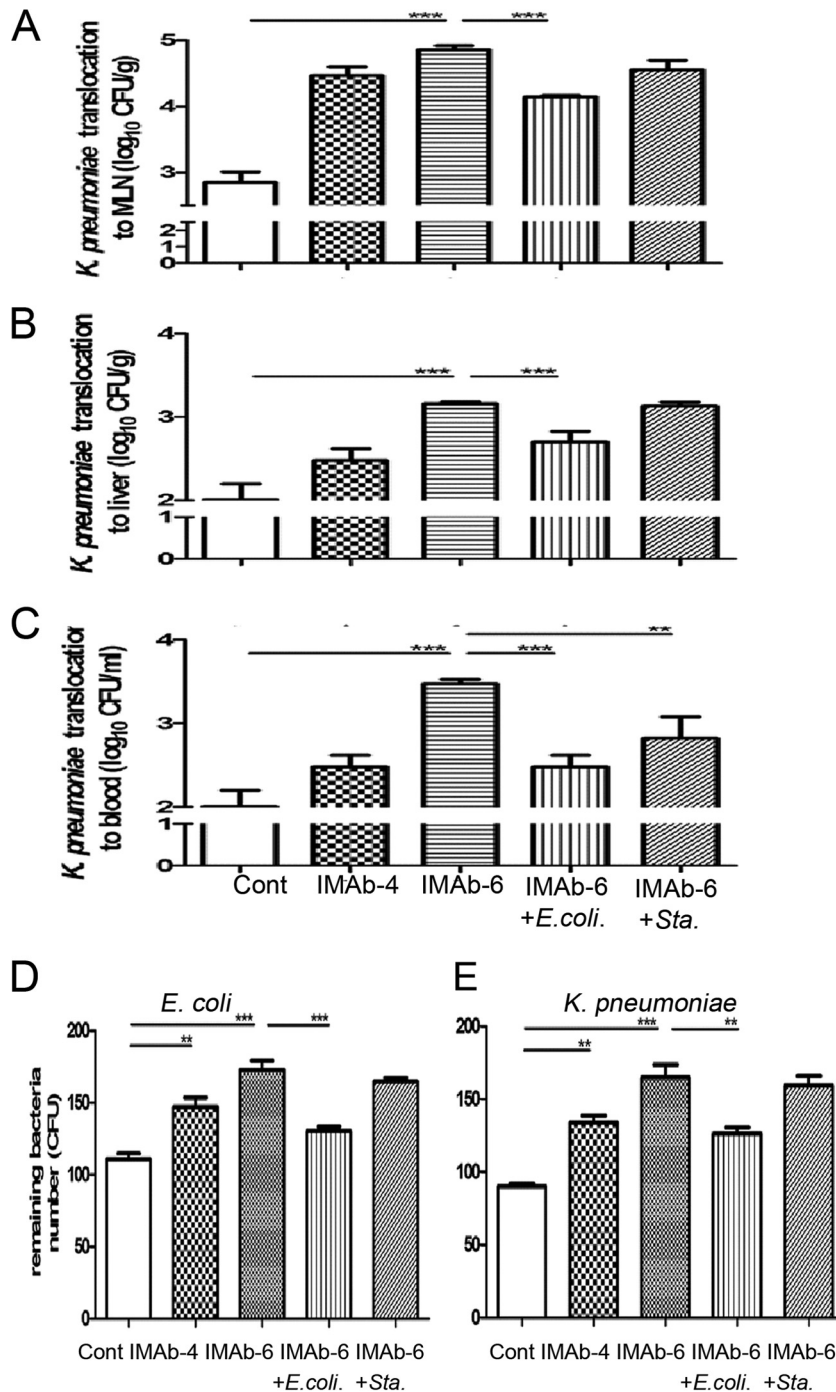 A
K. pneumoniae translocation
to MLN (log10 CFU/g)
5
4
3
2
1
0
*** ***
B
K. pneumoniae translocation
to liver (log10 CFU/g)
4
3
2
1
0
*** ***
C
K. pneumoniae translocation
to blood (log10 CFU/ml)
4
3
2
1
0
**
*** ***
Cont IMAb-4 IMAb-6 IMAb-6 IMAb-6
+E.coli. +Sta.
D
E. coli
remaining bacteria
number (CFU)
200
150
100
50
0
*** ***
**
Cont IMAb-4 IMAb-6 IMAb-6 IMAb-6
+E.coli. +Sta.
E
K. pneumoniae
200
150
100
50
0
*** **
**
Cont IMAb-4 IMAb-6 IMAb-6 IMAb-6
+E.coli. +Sta.